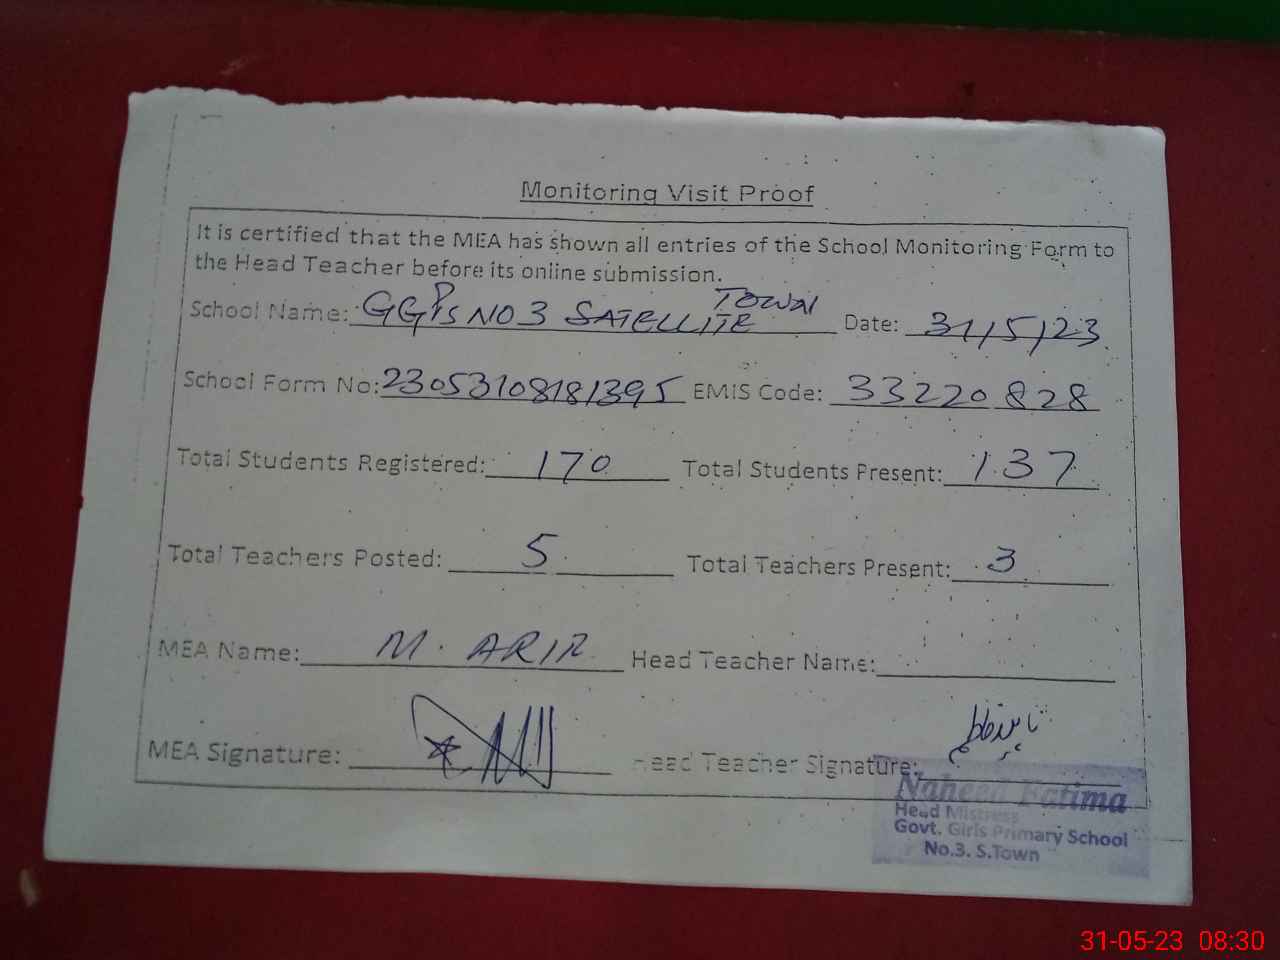 Monitoring Visit Proof
It is certified that the MEA has shown all entries of the School Monitoring Form to
the Head Teacher before its online submission.
School Name: GGPS NO 3 SATELLITE TOWN Date: 31/5/23
School Form No: 23053108181395 EMIS Code: 33220828
Total Students Registered: 170 Total Students Present: 137
Total Teachers Posted: 5 Total Teachers Present: 3
MEA Name: M. ARIF Head Teacher Name:
MEA Signature: Head Teacher Signature:
Naheed Fatima
Head Mistress
Govt. Girls Primary School
No.3. S.Town
31-05-23 08:30